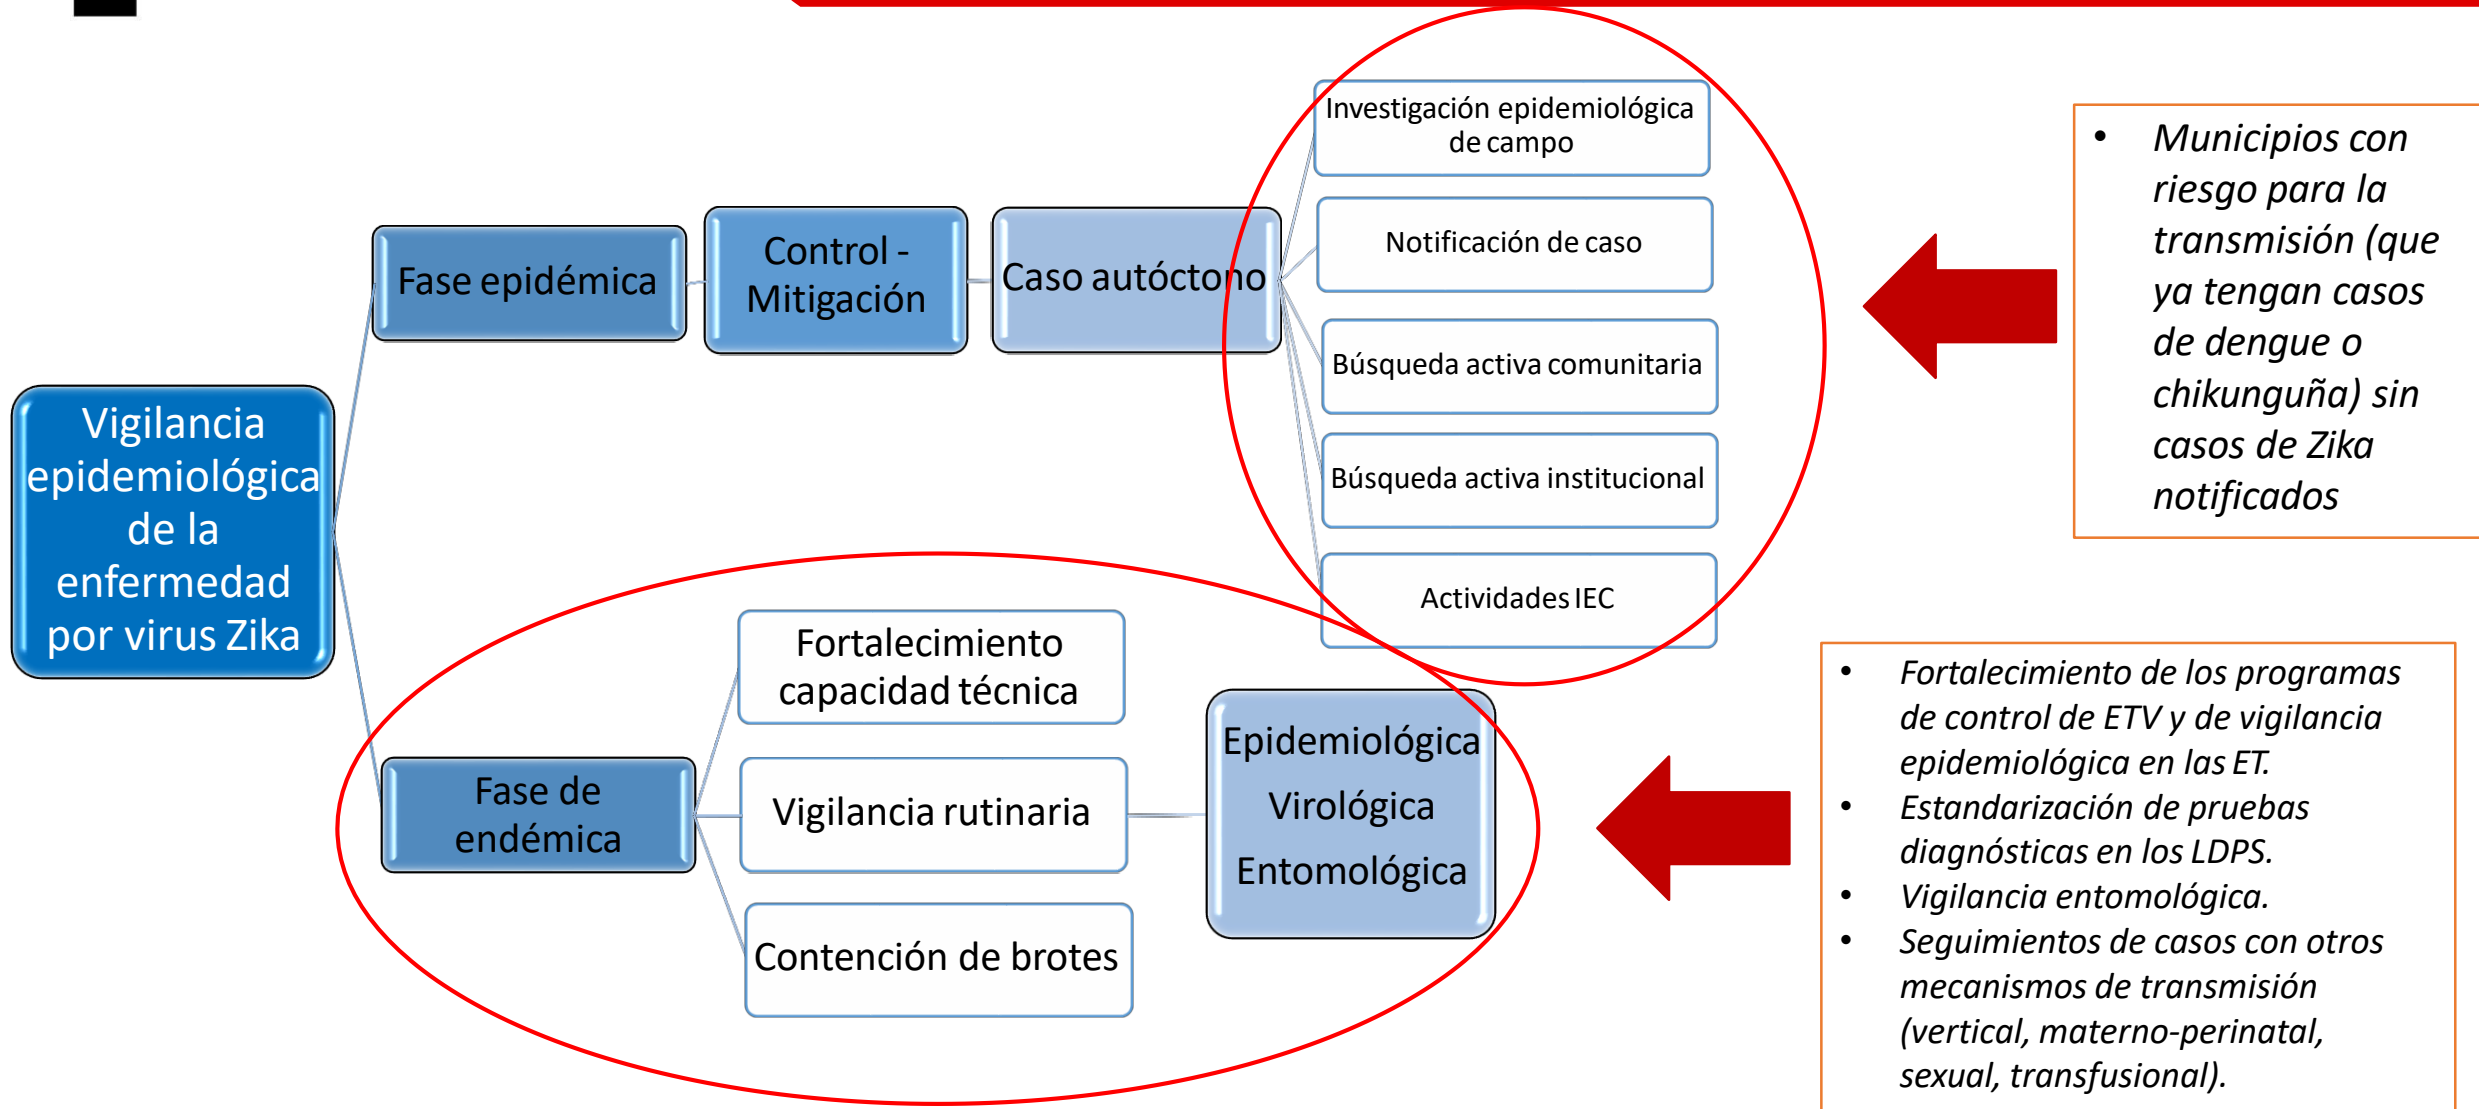 Vigilancia
epidemiológica
de la
enfermedad
por virus Zika
Fase epidémica
Control -
Mitigación
Caso autóctono
Investigación epidemiológica
de campo
Notificación de caso
Búsqueda activa comunitaria
Búsqueda activa institucional
Actividades IEC
• Municipios con
riesgo para la
transmisión (que
ya tengan casos
de dengue o
chikunguña) sin
casos de Zika
notificados
Fase de
endémica
Fortalecimiento
capacidad técnica
Vigilancia rutinaria
Contención de brotes
Epidemiológica
Virológica
Entomológica
• Fortalecimiento de los programas
de control de ETV y de vigilancia
epidemiológica en las ET.
• Estandarización de pruebas
diagnósticas en los LDPS.
• Vigilancia entomológica.
• Seguimientos de casos con otros
mecanismos de transmisión
(vertical, materno-perinatal,
sexual, transfusional).